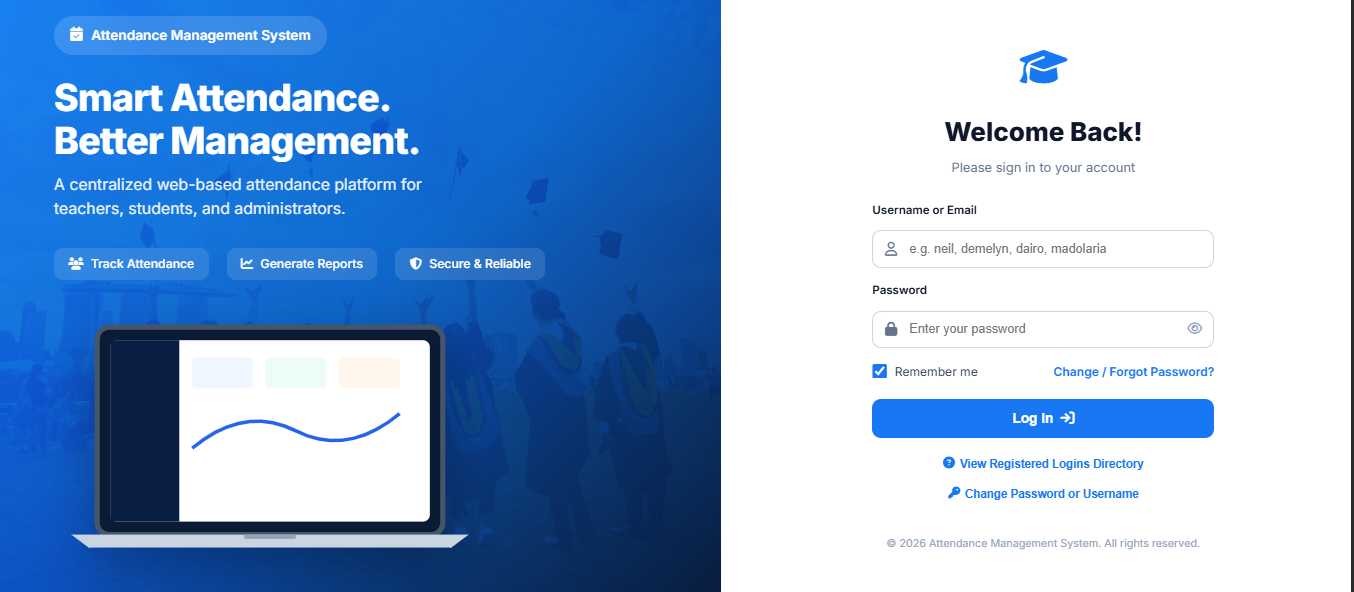 Attendance Management System
Smart Attendance.
Better Management.
A centralized web-based attendance platform for
teachers, students, and administrators.
Track Attendance
Generate Reports
Secure & Reliable
Welcome Back!
Please sign in to your account
Username or Email
e.g. neil, demelyn, dairo, madolaria
Password
Enter your password
Remember me
Change / Forgot Password?
Log In
View Registered Logins Directory
Change Password or Username
© 2026 Attendance Management System. All rights reserved.